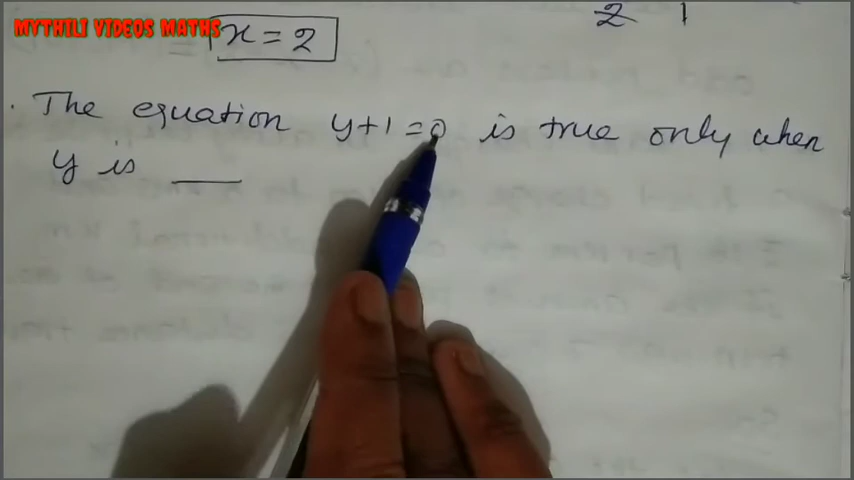 MYTHILI VIDEOS MATHS
x = 2
2 1
. The equation y+1=0 is true only when
y is ___